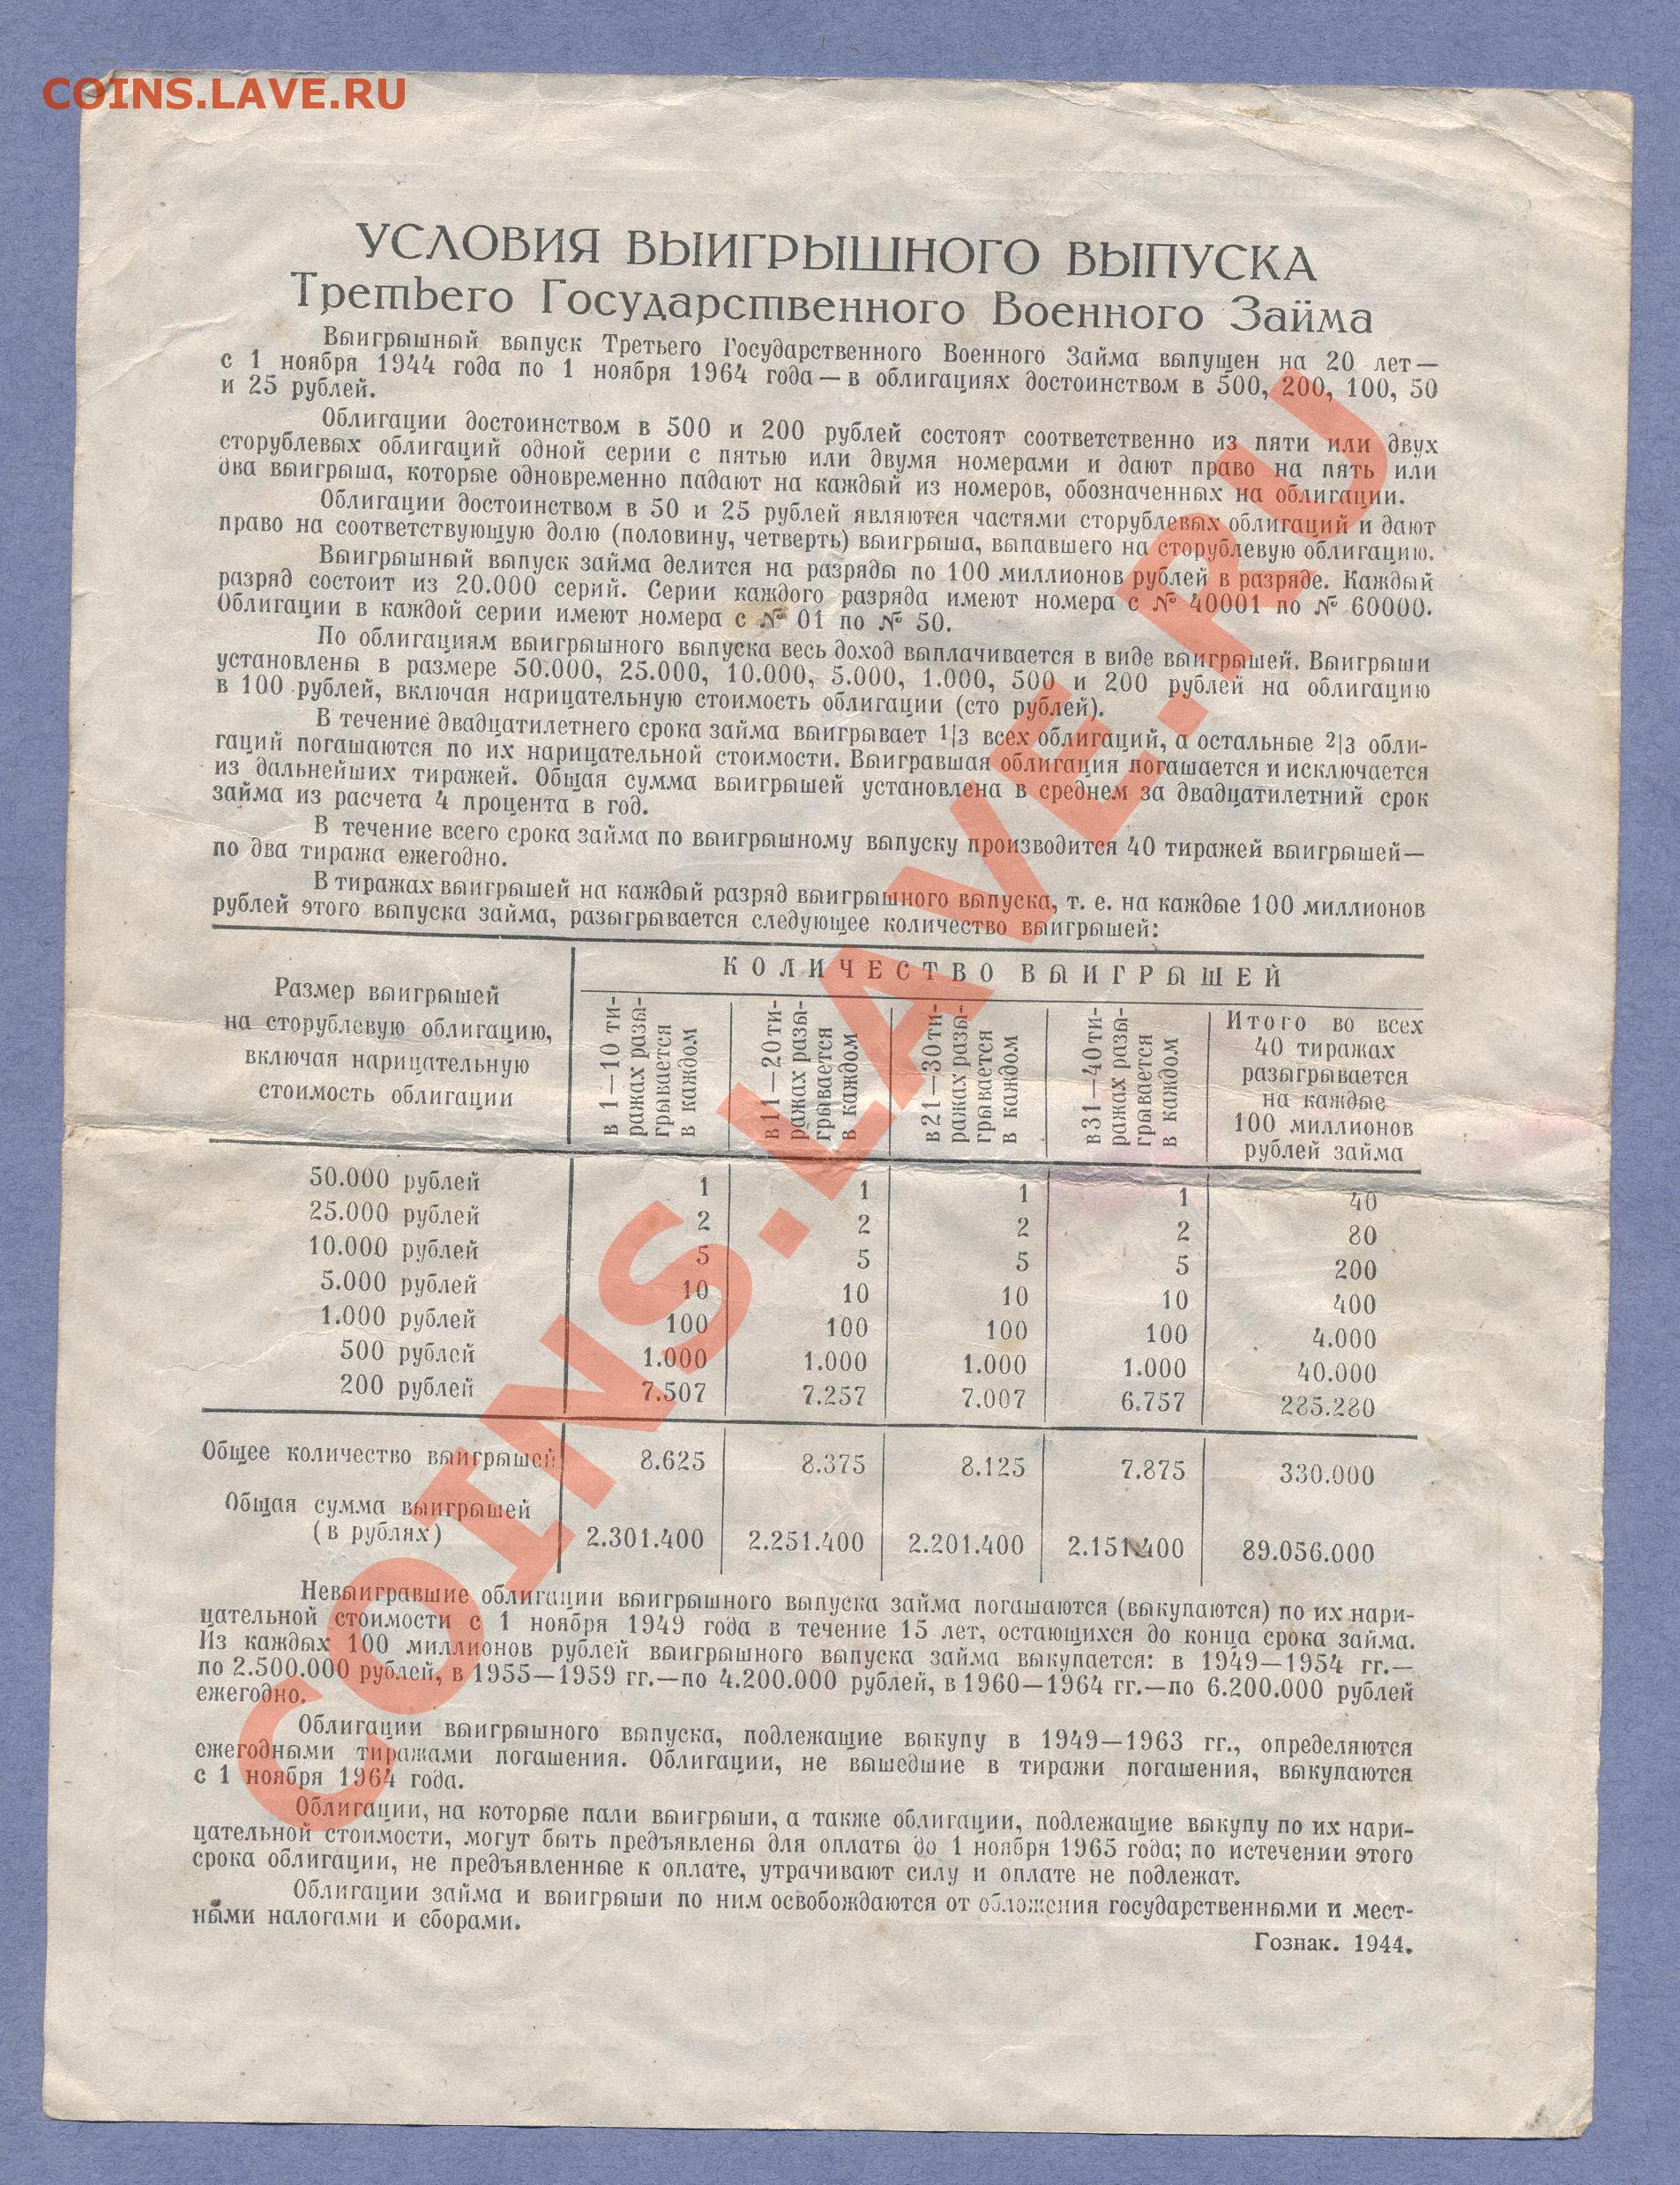 COINS.LAVE.RU
УСЛОВИЯ ВЫИГРЫШНОГО ВЫПУСКА
Третьего Государственного Военного Займа
Выигрышный выпуск Третьего Государственного Военного Займа выпущен на 20 лет—
с 1 ноября 1944 года по 1 ноября 1964 года—в облигациях достоинством в 500, 200, 100, 50
и 25 рублей.
Облигации достоинством в 500 и 200 рублей состоят соответственно из пяти или двух
сторублевых облигаций одной серии с пятью или двумя номерами и дают право на пять или
два выигрыша, которые одновременно падают на каждый из номеров, обозначенных на облигации.
Облигации достоинством в 50 и 25 рублей являются частями сторублевых облигаций и дают
право на соответствующую долю (половину, четверть) выигрыша, выпавшего на сторублевую облигацию.
Выигрышный выпуск займа делится на разряды по 100 миллионов рублей в разряде. Каждый
разряд состоит из 20.000 серий. Серии каждого разряда имеют номера с № 40001 по № 60000.
Облигации в каждой серии имеют номера с № 01 по № 50.
По облигациям выигрышного выпуска весь доход выплачивается в виде выигрышей. Выигрыши
установлены в размере 50.000, 25.000, 10.000, 5.000, 1.000, 500 и 200 рублей на облигацию
в 100 рублей, включая нарицательную стоимость облигации (сто рублей).
В течение двадцатилетнего срока займа выигрывает 1|3 всех облигаций, а остальные 2|3 обли-
гаций погашаются по их нарицательной стоимости. Выигравшая облигация погашается и исключается
из дальнейших тиражей. Общая сумма выигрышей установлена в среднем за двадцатилетний срок
займа из расчета 4 процента в год.
В течение всего срока займа по выигрышному выпуску производится 40 тиражей выигрышей—
по два тиража ежегодно.
В тиражах выигрышей на каждый разряд выигрышного выпуска, т. е. на каждые 100 миллионов
рублей этого выпуска займа, разыгрывается следующее количество выигрышей:
Размер выигрышей
на сторублевую облигацию,
включая нарицательную
стоимость облигации
КОЛИЧЕСТВО ВЫИГРЫШЕЙ
в 1—10 ти-
ражах разы-
грывается
в каждом
в 11—20 ти-
ражах разы-
грывается
в каждом
в 21—30 ти-
ражах разы-
грывается
в каждом
в 31—40 ти-
ражах разы-
грывается
в каждом
Итого во всех
40 тиражах
разыгрывается
на каждые
100 миллионов
рублей займа
50.000 рублей 1 1 1 1 40
25.000 рублей 2 2 2 2 80
10.000 рублей 5 5 5 5 200
5.000 рублей 10 10 10 10 400
1.000 рублей 100 100 100 100 4.000
500 рублей 1.000 1.000 1.000 1.000 40.000
200 рублей 7.507 7.257 7.007 6.757 285.280
Общее количество выигрышей 8.625 8.375 8.125 7.875 330.000
Общая сумма выигрышей
(в рублях) 2.301.400 2.251.400 2.201.400 2.151.400 89.056.000
Невыигравшие облигации выигрышного выпуска займа погашаются (выкупаются) по их нари-
цательной стоимости с 1 ноября 1949 года в течение 15 лет, остающихся до конца срока займа.
Из каждых 100 миллионов рублей выигрышного выпуска займа выкупается: в 1949—1954 гг.—
по 2.500.000 рублей, в 1955—1959 гг.—по 4.200.000 рублей, в 1960—1964 гг.—по 6.200.000 рублей
ежегодно.
Облигации выигрышного выпуска, подлежащие выкупу в 1949—1963 гг., определяются
ежегодными тиражами погашения. Облигации, не вышедшие в тиражи погашения, выкупаются
с 1 ноября 1964 года.
Облигации, на которые пали выигрыши, а также облигации, подлежащие выкупу по их нари-
цательной стоимости, могут быть предъявлены для оплаты до 1 ноября 1965 года; по истечении этого
срока облигации, не предъявленные к оплате, утрачивают силу и оплате не подлежат.
Облигации займа и выигрыши по ним освобождаются от обложения государственными и мест-
ными налогами и сборами.
Гознак. 1944.
COINS.LAVE.RU